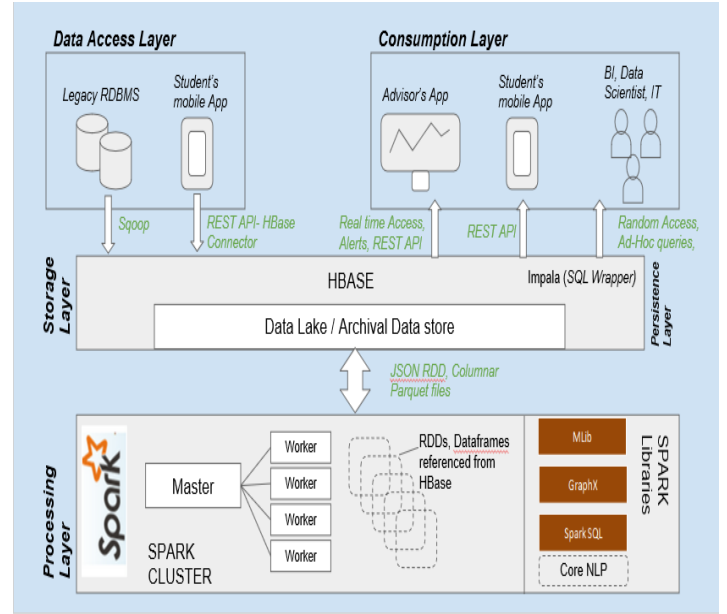 Data Access Layer
Consumption Layer
Legacy RDBMS
Student's
mobile App
Advisor's App
Student's
mobile App
BI, Data
Scientist, IT
Sqoop
REST API- HBase
Connector
Real time Access,
Alerts, REST API
REST API
Random Access,
Ad-Hoc queries,
Storage
Layer
HBASE
Impala (SQL Wrapper)
Persistence
Layer
Data Lake / Archival Data store
JSON RDD, Columnar
Parquet files
Processing
Layer
Spark
Master
Worker
Worker
Worker
Worker
SPARK
CLUSTER
RDDs, Dataframes
referenced from
HBase
MLib
GraphX
Spark SQL
Core NLP
SPARK
Libraries